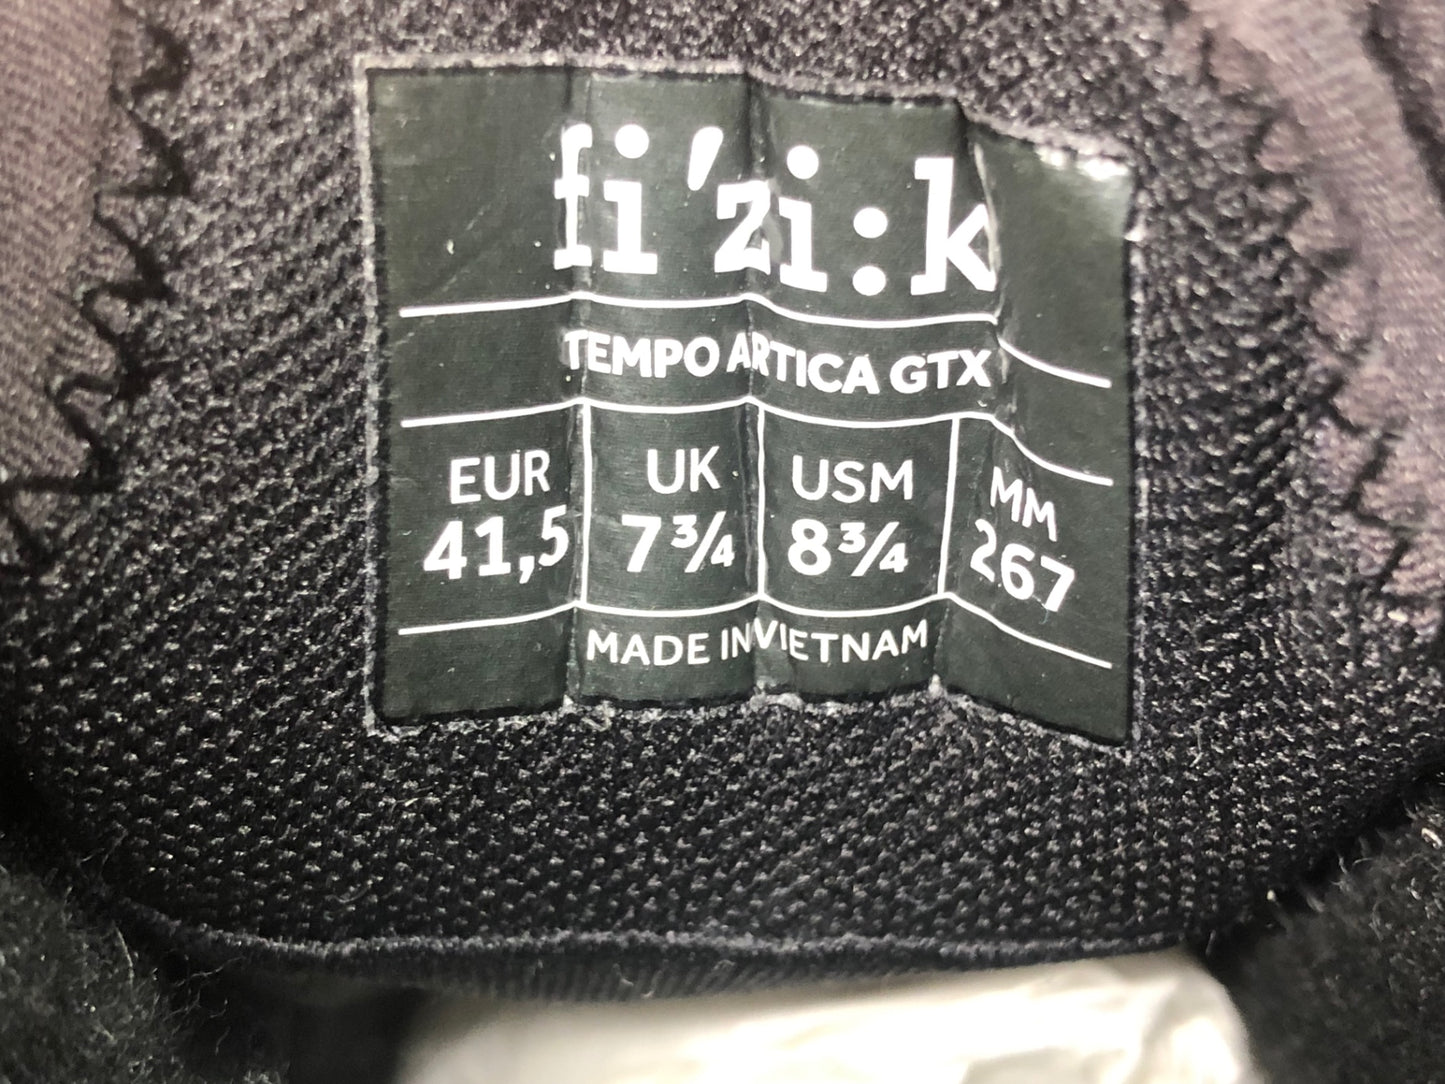 fi'zi:k
TEMPO ARTICA GTX
EUR UK USM MM
41,5 7¾ 8¾ 267
MADE IN VIETNAM